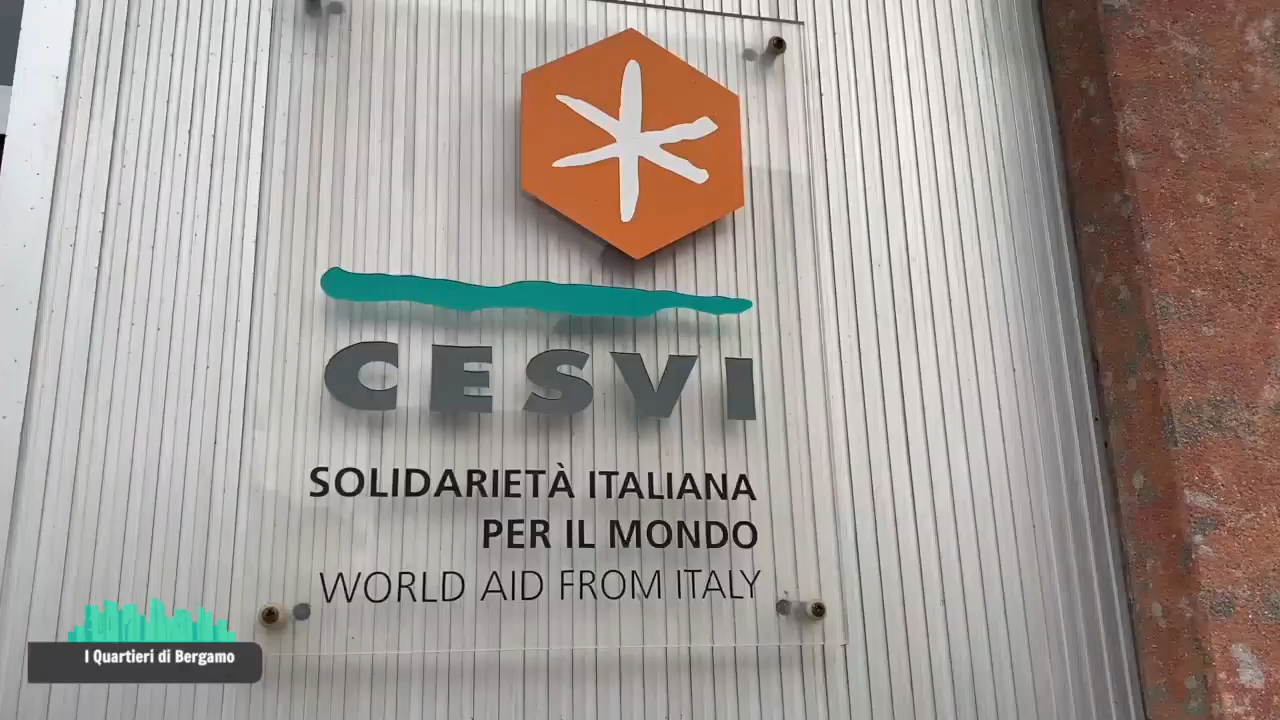 CESVI
SOLIDARIETÀ ITALIANA
PER IL MONDO
WORLD AID FROM ITALY
I Quartieri di Bergamo